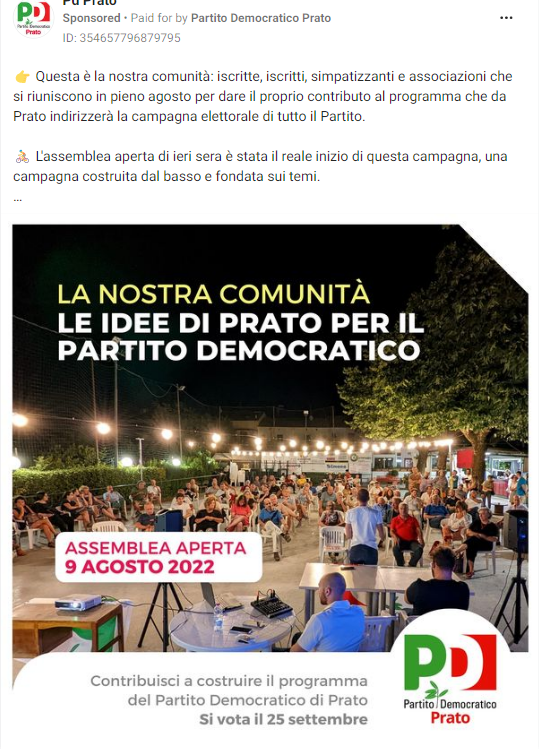 Pd Prato
Sponsored • Paid for by Partito Democratico Prato
ID: 354657796879795
👉 Questa è la nostra comunità: iscritte, iscritti, simpatizzanti e associazioni che
si riuniscono in pieno agosto per dare il proprio contributo al programma che da
Prato indirizzerà la campagna elettorale di tutto il Partito.
🚴 L'assemblea aperta di ieri sera è stata il reale inizio di questa campagna, una
campagna costruita dal basso e fondata sui temi.
...
LA NOSTRA COMUNITÀ
LE IDEE DI PRATO PER IL
PARTITO DEMOCRATICO
ASSEMBLEA APERTA
9 AGOSTO 2022
Contribuisci a costruire il programma
del Partito Democratico di Prato
Si vota il 25 settembre
PD
Partito Democratico
Prato